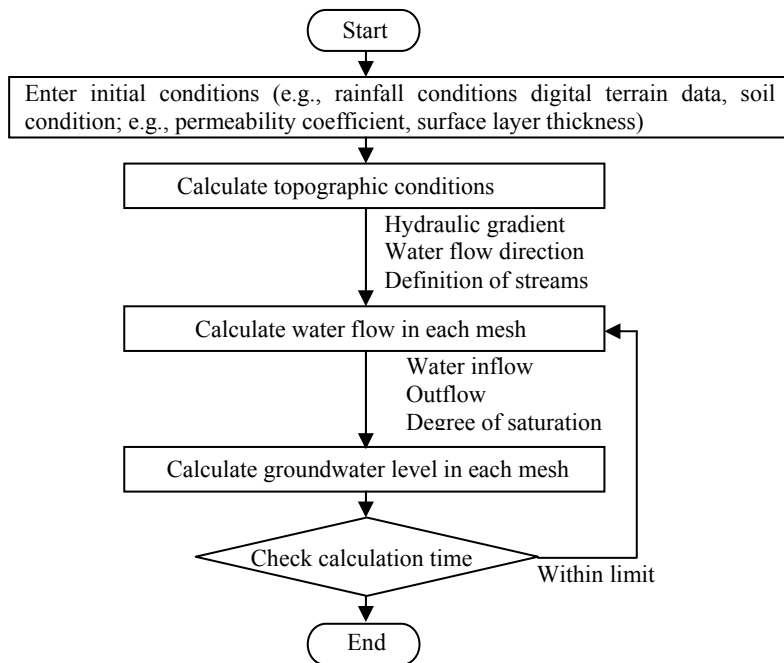 Start
Enter initial conditions (e.g., rainfall conditions digital terrain data, soil
condition; e.g., permeability coefficient, surface layer thickness)
Calculate topographic conditions
Hydraulic gradient
Water flow direction
Definition of streams
Calculate water flow in each mesh
Water inflow
Outflow
Degree of saturation
Calculate groundwater level in each mesh
Check calculation time
Within limit
End